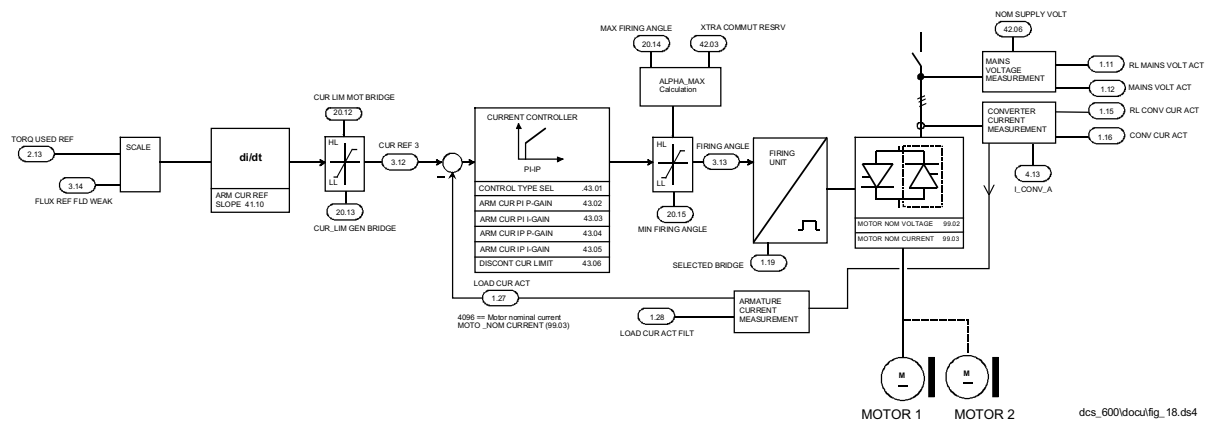 NOM SUPPLY VOLT
42.06
MAX FIRING ANGLE
XTRA COMMUT RESRV
20.14
42.03
MAINS
VOLTAGE
MEASUREMENT
1.11
RL MAINS VOLT ACT
1.12
MAINS VOLT ACT
ALPHA_MAX
Calculation
CONVERTER
CURRENT
MEASUREMENT
1.15
RL CONV CUR ACT
1.16
CONV CUR ACT
4.13
I_CONV_A
CUR LIM MOT BRIDGE
20.12
TORQ USED REF
2.13
SCALE
3.14
FLUX REF FLD WEAK
di/dt
ARM CUR REF
SLOPE 41.10
HL
LL
20.13
CUR_LIM GEN BRIDGE
CUR REF 3
3.12
CURRENT CONTROLLER
PI-IP
CONTROL TYPE SEL .43.01
ARM CUR PI P-GAIN 43.02
ARM CUR PI I-GAIN 43.03
ARM CUR IP P-GAIN 43.04
ARM CUR IP I-GAIN 43.05
DISCONT CUR LIMIT 43.06
HL
LL
20.15
MIN FIRING ANGLE
FIRING ANGLE
3.13
FIRING
UNIT
1.19
SELECTED BRIDGE
MOTOR NOM VOLTAGE 99.02
MOTOR NOM CURRENT 99.03
LOAD CUR ACT
1.27
4096 == Motor nominal current
MOTO _NOM CURRENT (99.03)
1.28
LOAD CUR ACT FILT
ARMATURE
CURRENT
MEASUREMENT
M
M
MOTOR 1
MOTOR 2
dcs_600\docu\fig_18.ds4